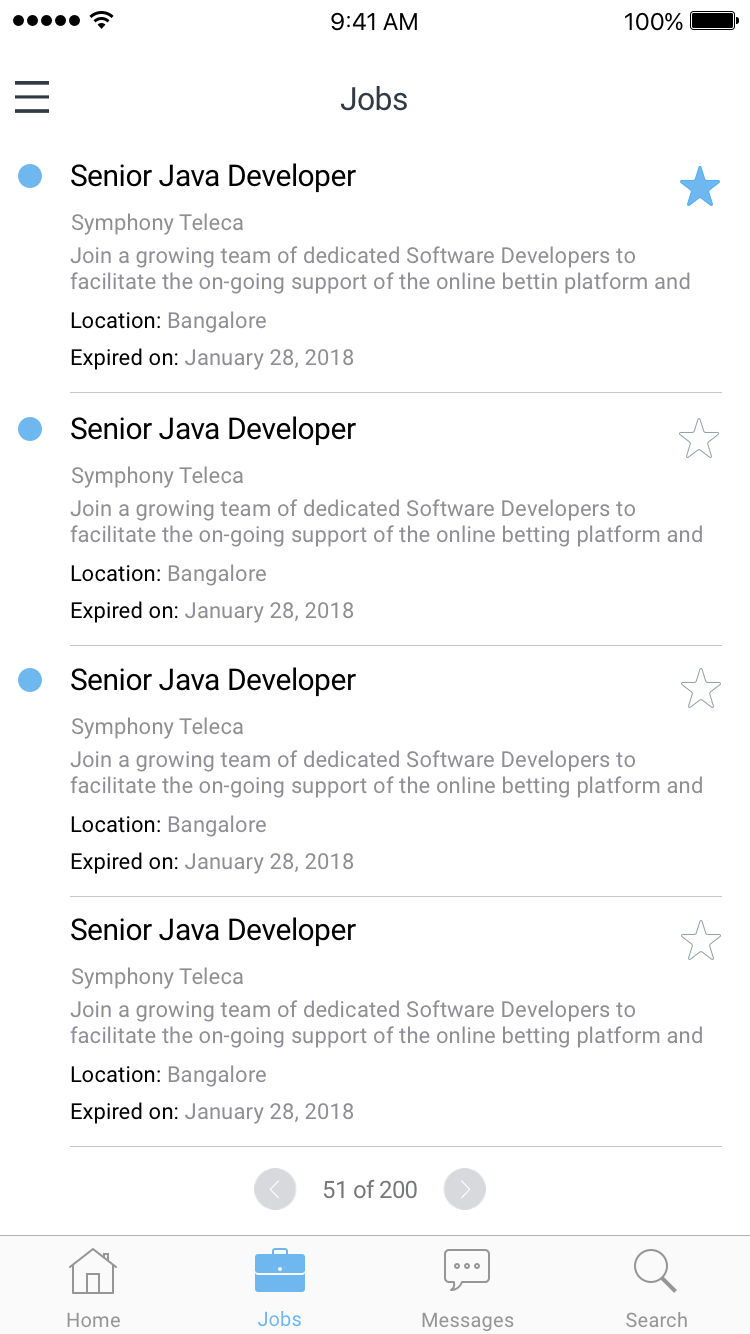 9:41 AM 100%
Jobs
Senior Java Developer
Symphony Teleca
Join a growing team of dedicated Software Developers to
facilitate the on-going support of the online bettin platform and
Location: Bangalore
Expired on: January 28, 2018
Senior Java Developer
Symphony Teleca
Join a growing team of dedicated Software Developers to
facilitate the on-going support of the online betting platform and
Location: Bangalore
Expired on: January 28, 2018
Senior Java Developer
Symphony Teleca
Join a growing team of dedicated Software Developers to
facilitate the on-going support of the online betting platform and
Location: Bangalore
Expired on: January 28, 2018
Senior Java Developer
Symphony Teleca
Join a growing team of dedicated Software Developers to
facilitate the on-going support of the online betting platform and
Location: Bangalore
Expired on: January 28, 2018
51 of 200
Home Jobs Messages Search